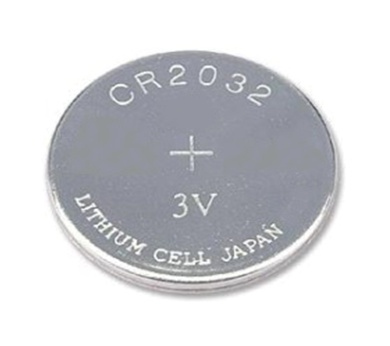 CR2032
+
3V
LITHIUM CELL JAPAN